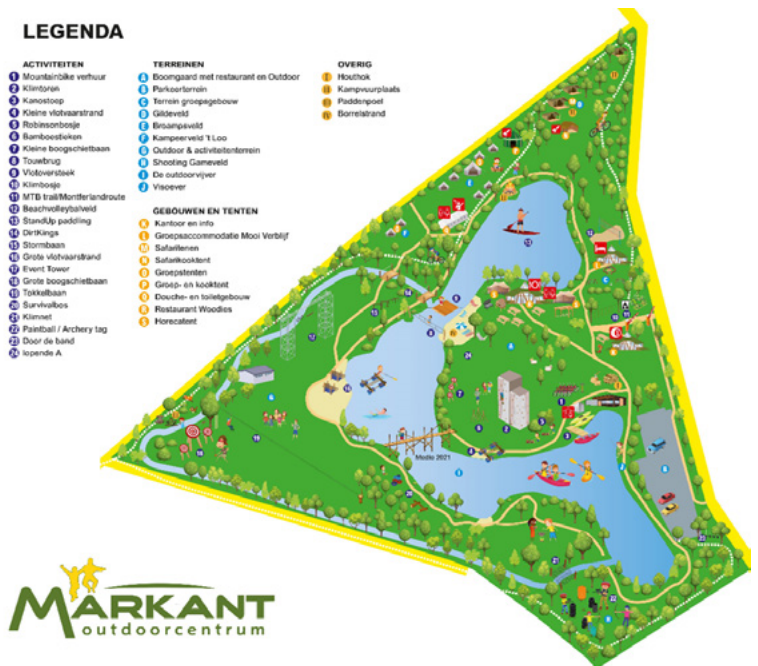 LEGENDA
ACTIVITEITEN
1 Mountainbike verhuur
2 Klimtoren
3 Kanostoep
4 Kleine vlotvaarstrand
5 Robinsonbosje
6 Bamboestieken
7 Kleine boogschietbaan
8 Touwbrug
9 Vlotoversteek
10 Klimbosje
11 MTB trail/Montferlandroute
12 Beachvolleybalveld
13 StandUp paddling
14 DirtKings
15 Stormbaan
16 Grote vlotvaarstrand
17 Event Tower
18 Grote boogschietbaan
19 Tokkelbaan
20 Survivalbos
21 Klimnet
22 Paintball / Archery tag
23 Door de band
24 lopende A
TERREINEN
A Boomgaard met restaurant en Outdoor
B Parkeerterrein
C Terrein groepsgebouw
D Gildeveld
E Broampsveld
F Kampeerveld 't Loo
G Outdoor & activiteitenterrein
H Shooting Gameveld
I De outdoorvijver
J Visoever
GEBOUWEN EN TENTEN
K Kantoor en info
L Groepsaccommodatie Mooi Verblijf
M Safaritenen
N Safarikooktent
O Groepstenten
P Groep- en kooktent
Q Douche- en toiletgebouw
R Restaurant Woodies
S Horecatent
OVERIG
I Houthok
II Kampvuurplaats
III Paddenpoel
IV Borrelstrand
Medio 2021
MARKANT
outdoorcentrum